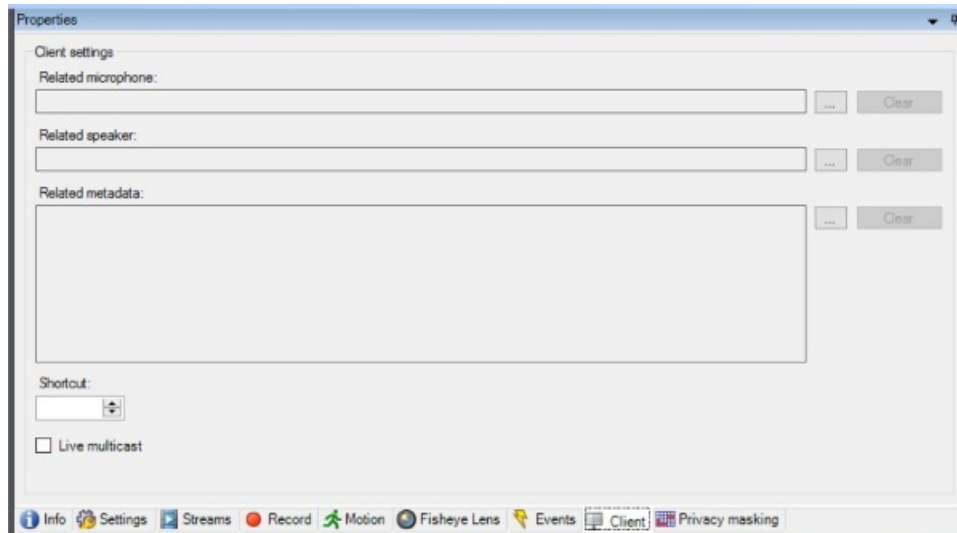 Properties
Client settings
Related microphone:
... Clear
Related speaker:
... Clear
Related metadata:
... Clear
Shortcut:
Live multicast
Info Settings Streams Record Motion Fisheye Lens Events Client Privacy masking